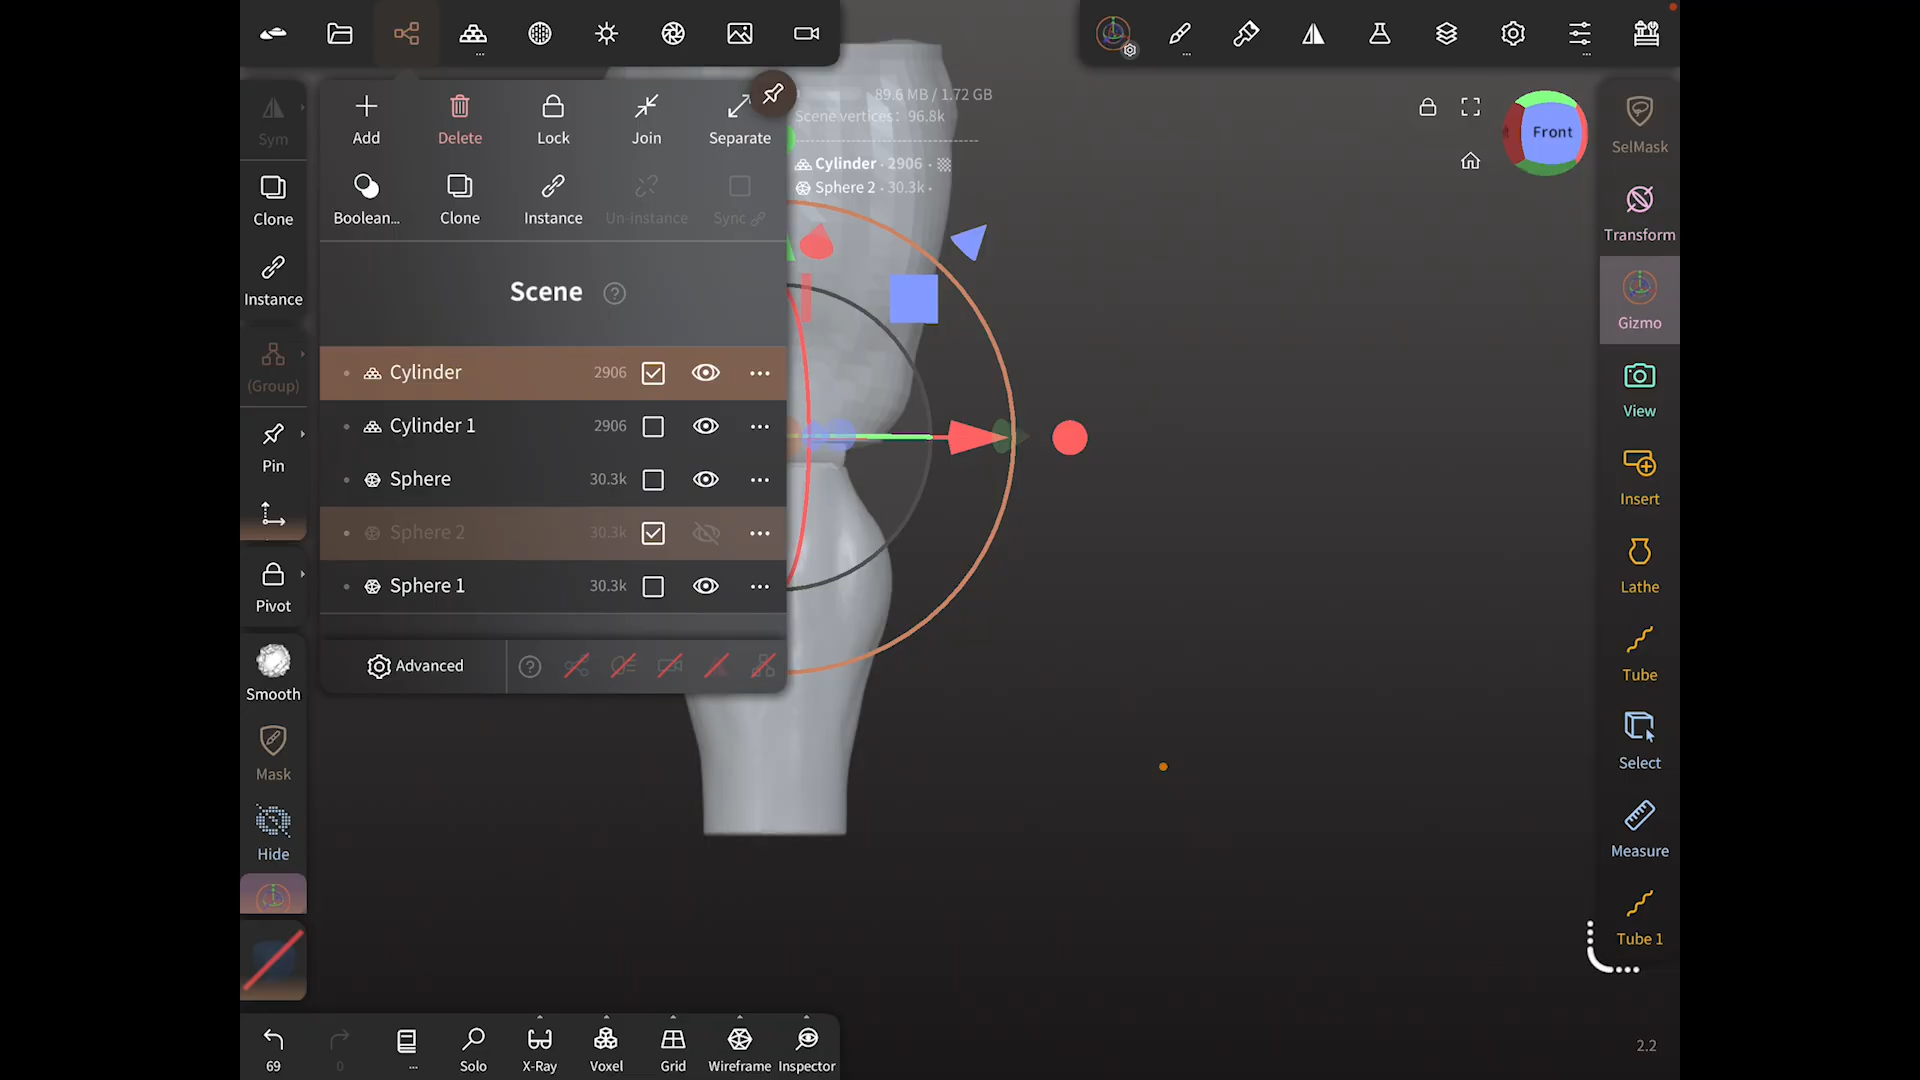 Add
Delete
Lock
Join
Separate
Boolean...
Clone
Instance
Un-instance
Sync
Scene
Cylinder 2906
Cylinder 1 2906
Sphere 30.3k
Sphere 2 30.3k
Sphere 1 30.3k
Advanced
89.6 MB / 1.72 GB
Scene vertices: 96.8k
Cylinder · 2906 ·
Sphere 2 · 30.3k ·
Front
Sym
Clone
Instance
(Group)
Pin
Pivot
Smooth
Mask
Hide
SelMask
Transform
Gizmo
View
Insert
Lathe
Tube
Select
Measure
Tube 1
69
0
...
Solo
X-Ray
Voxel
Grid
Wireframe
Inspector
2.2